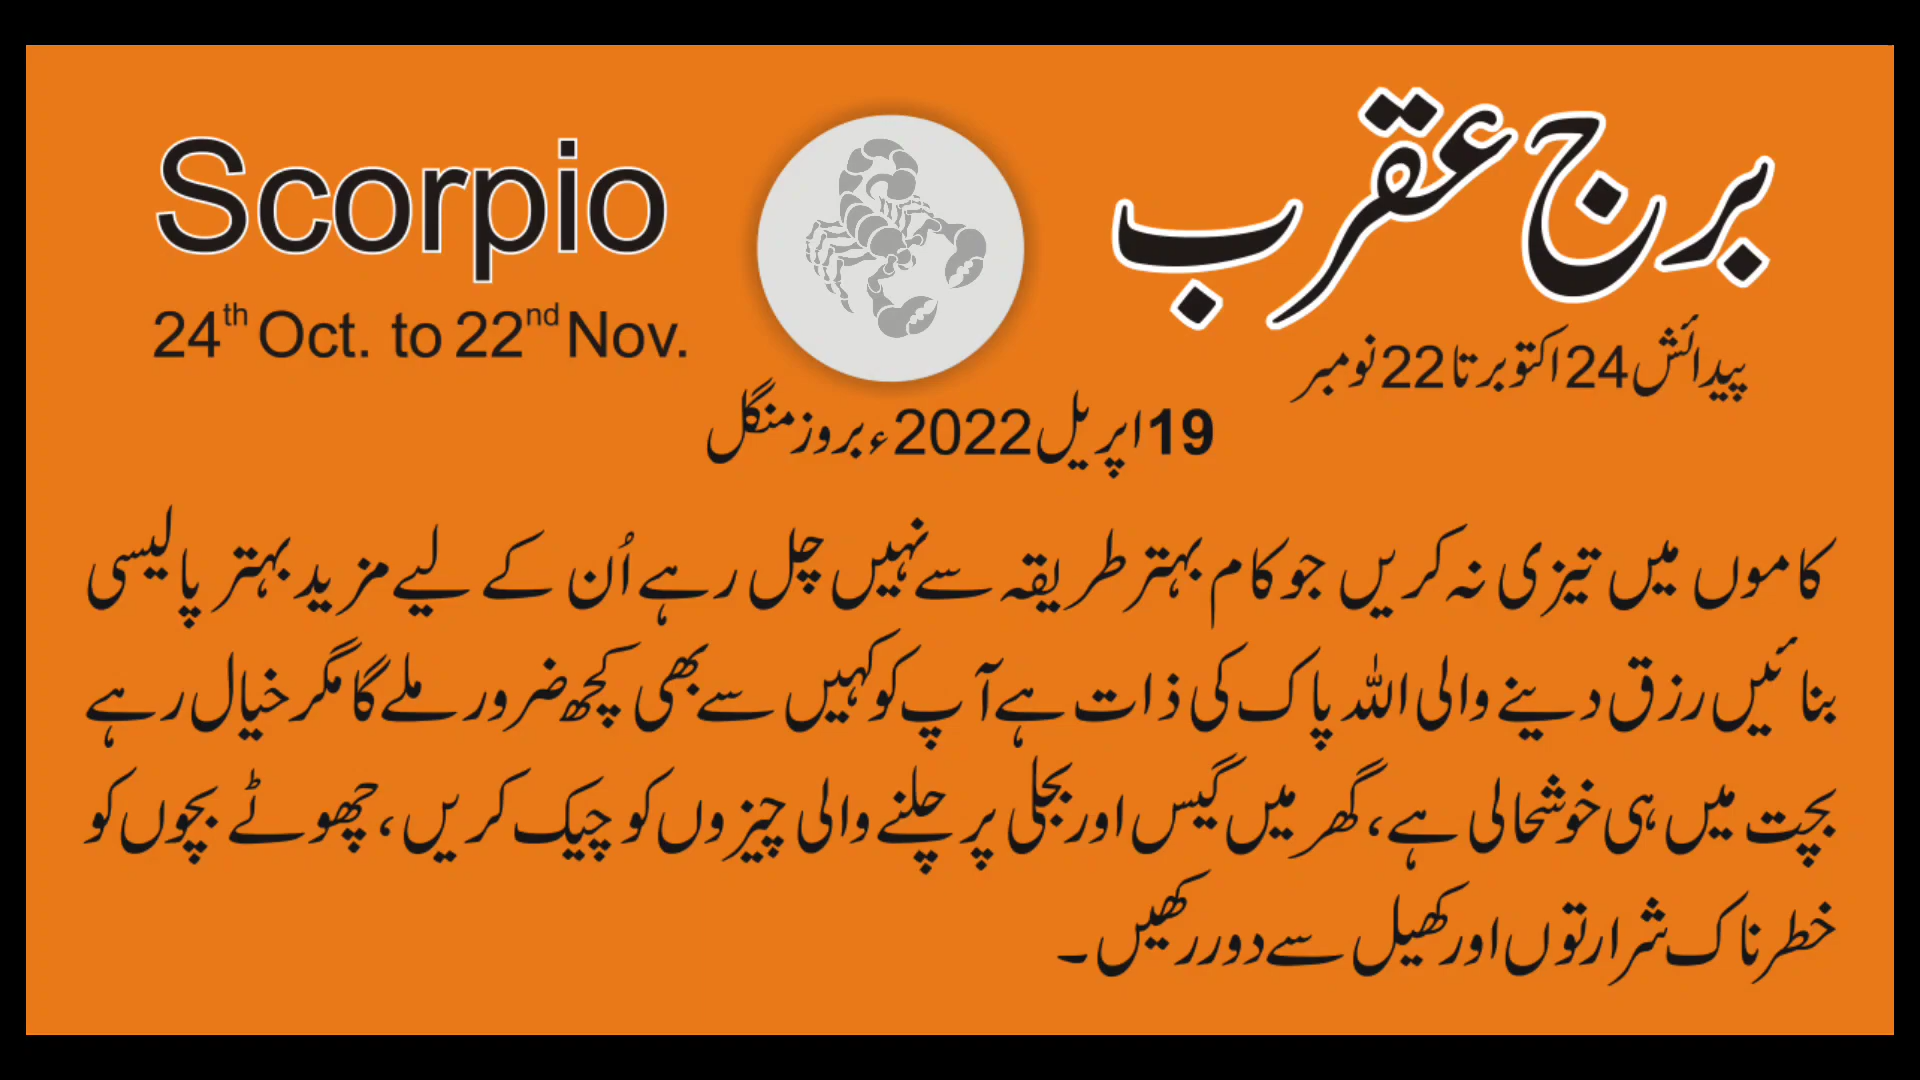 Scorpio
برج عقرب
24th Oct. to 22nd Nov.
پیدائش 24 اکتوبر تا 22 نومبر
19 اپریل 2022ء بروز منگل
کاموں میں تیزی نہ کریں جو کام بہتر طریقہ سے نہیں چل رہے اُن کے لیے مزید بہتر پالیسی
بنائیں رزق دینے والی اللہ پاک کی ذات ہے آپ کو کہیں سے بھی کچھ ضرور ملے گا مگر خیال رہے
بچت میں ہی خوشحالی ہے، گھر میں گیس اور بجلی پر چلنے والی چیزوں کو چیک کریں، چھوٹے بچوں کو
خطرناک شرارتوں اور کھیل سے دور رکھیں۔